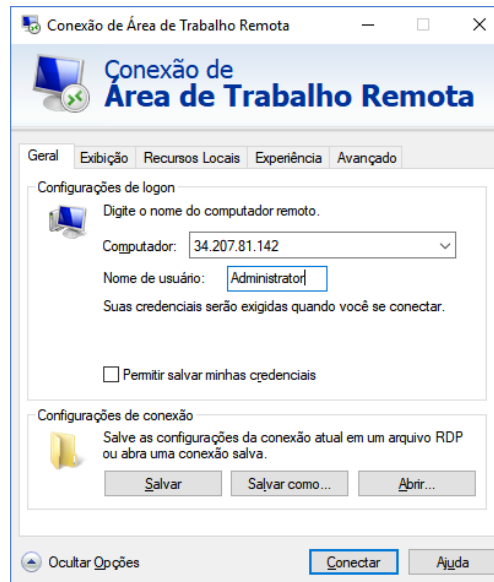 Conexão de Área de Trabalho Remota
Conexão de
Área de Trabalho Remota
Geral Exibição Recursos Locais Experiência Avançado
Configurações de logon
Digite o nome do computador remoto.
Computador: 34.207.81.142
Nome de usuário: Administrator
Suas credenciais serão exigidas quando você se conectar.
Permitir salvar minhas credenciais
Configurações de conexão
Salve as configurações da conexão atual em um arquivo RDP
ou abra uma conexão salva.
Salvar Salvar como... Abrir...
Ocultar Opções Conectar Ajuda